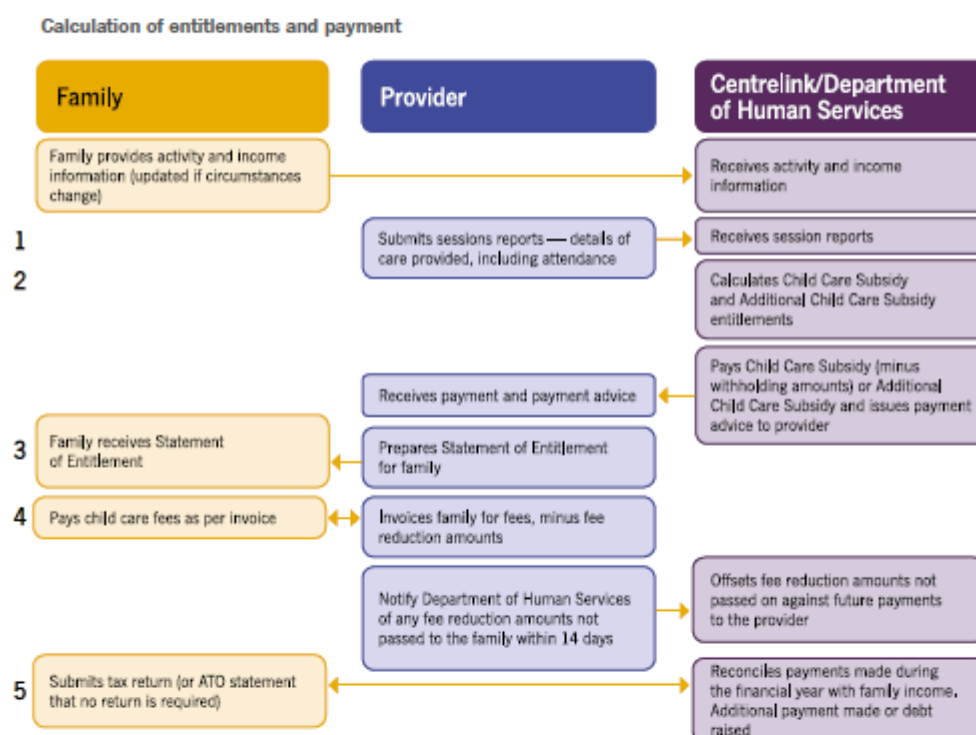 Calculation of entitlements and payment
Family
Provider
Centrelink/Department
of Human Services
Family provides activity and income
information (updated if circumstances
change)
Receives activity and income
information
1
Submits sessions reports — details of
care provided, including attendance
Receives session reports
2
Calculates Child Care Subsidy
and Additional Child Care Subsidy
entitlements
Pays Child Care Subsidy (minus
withholding amounts) or Additional
Child Care Subsidy and issues payment
advice to provider
Receives payment and payment advice
3
Family receives Statement
of Entitlement
Prepares Statement of Entitlement
for family
4
Pays child care fees as per invoice
Invoices family for fees, minus fee
reduction amounts
Notify Department of Human Services
of any fee reduction amounts not
passed to the family within 14 days
Offsets fee reduction amounts not
passed on against future payments
to the provider
5
Submits tax return (or ATO statement
that no return is required)
Reconciles payments made during
the financial year with family income.
Additional payment made or debt
raised